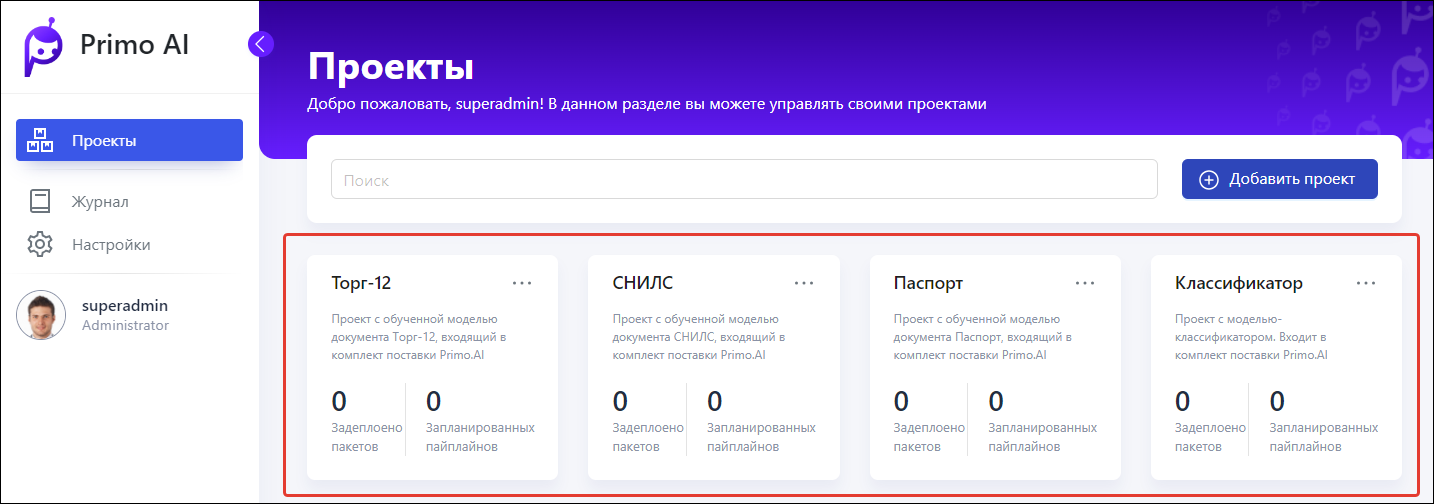 Primo AI
Проекты
Журнал
Настройки
superadmin
Administrator
Проекты
Добро пожаловать, superadmin! В данном разделе вы можете управлять своими проектами
Поиск
Добавить проект
Торг-12
Проект с обученной моделью
документа Торг-12, входящий в
комплект поставки Primo.AI
0
Задеплоено
пакетов
0
Запланированных
пайплайнов
СНИЛС
Проект с обученной моделью
документа СНИЛС, входящий в
комплект поставки Primo.AI
0
Задеплоено
пакетов
0
Запланированных
пайплайнов
Паспорт
Проект с обученной моделью
документа Паспорт, входящий в
комплект поставки Primo.AI
0
Задеплоено
пакетов
0
Запланированных
пайплайнов
Классификатор
Проект с моделью-
классификатором. Входит в
комплект поставки Primo.AI
0
Задеплоено
пакетов
0
Запланированных
пайплайнов